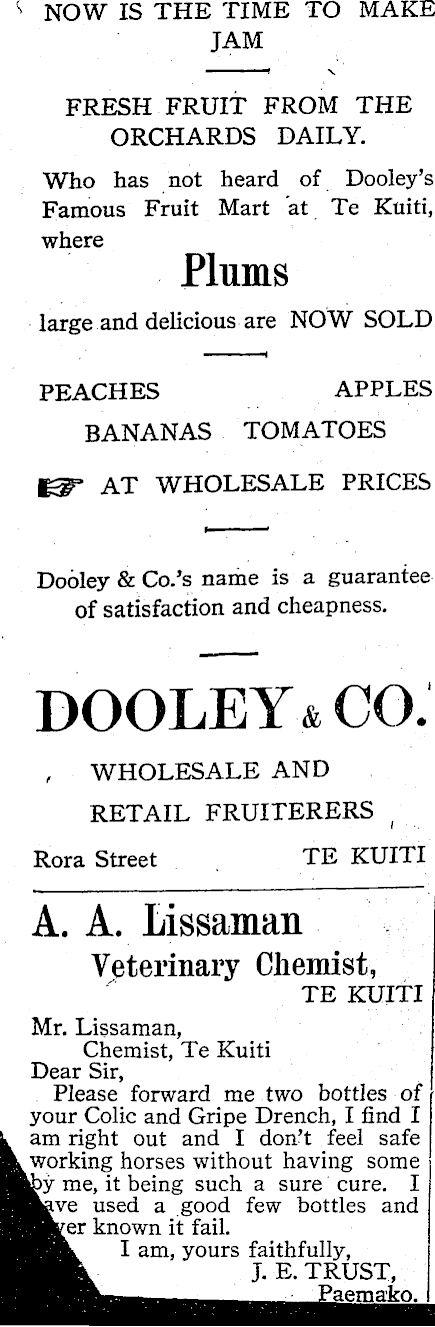 NOW IS THE TIME TO MAKE
JAM
FRESH FRUIT FROM THE
ORCHARDS DAILY.
Who has not heard of Dooley's
Famous Fruit Mart at Te Kuiti,
where
Plums
large and delicious are NOW SOLD
PEACHES APPLES
BANANAS TOMATOES
☞ AT WHOLESALE PRICES
Dooley & Co.'s name is a guarantee
of satisfaction and cheapness.
DOOLEY & CO.
WHOLESALE AND
RETAIL FRUITERERS
Rora Street TE KUITI
A. A. Lissaman
Veterinary Chemist,
TE KUITI
Mr. Lissaman,
Chemist, Te Kuiti
Dear Sir,
Please forward me two bottles of
your Colic and Gripe Drench, I find I
am right out and I don't feel safe
working horses without having some
by me, it being such a sure cure. I
used a good few bottles and
known it fail.
I am, yours faithfully,
J. E. TRUST,
Paemako.